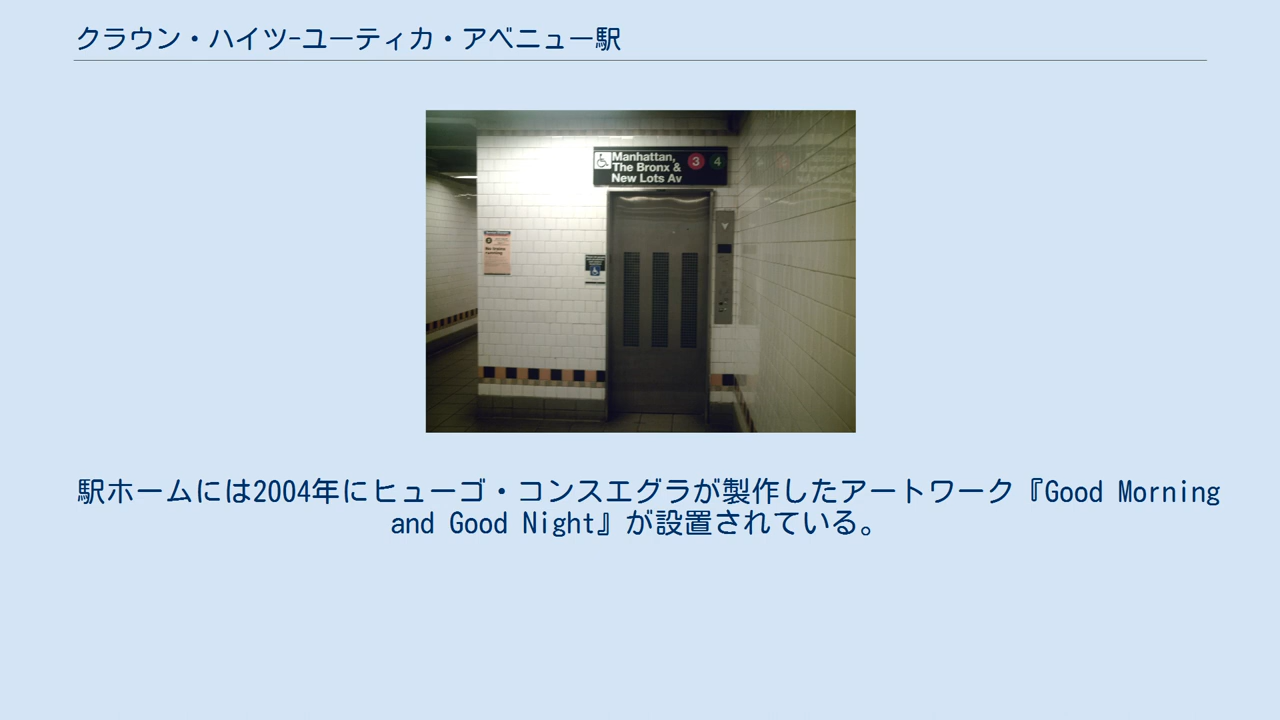 クラウン・ハイツ-ユーティカ・アベニュー駅
Manhattan,
The Bronx &
New Lots Av
3 4
駅ホームには2004年にヒューゴ・コンスエグラが製作したアートワーク『Good Morning
and Good Night』が設置されている。